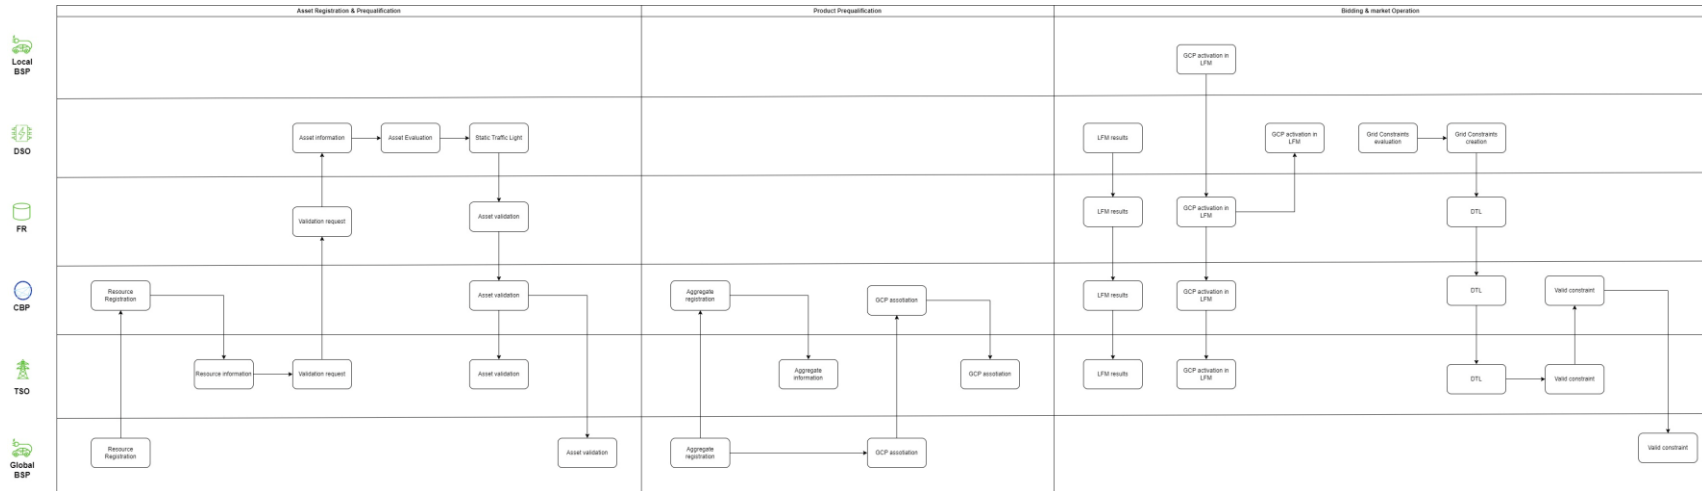 Asset Registration & Prequalification
Product Prequalification
Bidding & market Operation
Local
BSP
GCP activation in
LFM
DSO
Asset information
Asset Evaluation
Static Traffic Light
LFM results
GCP activation in
LFM
Grid Constraints
evaluation
Grid Constraints
creation
FR
Validation request
Asset validation
LFM results
GCP activation in
LFM
DTL
CBP
Resource
Registration
Asset validation
Aggregate
registration
GCP assotiation
LFM results
GCP activation in
LFM
DTL
Valid constraint
TSO
Resource information
Validation request
Asset validation
Aggregate
information
GCP assotiation
LFM results
GCP activation in
LFM
DTL
Valid constraint
Global
BSP
Resource
Registration
Asset validation
Aggregate
registration
GCP assotiation
Valid constraint